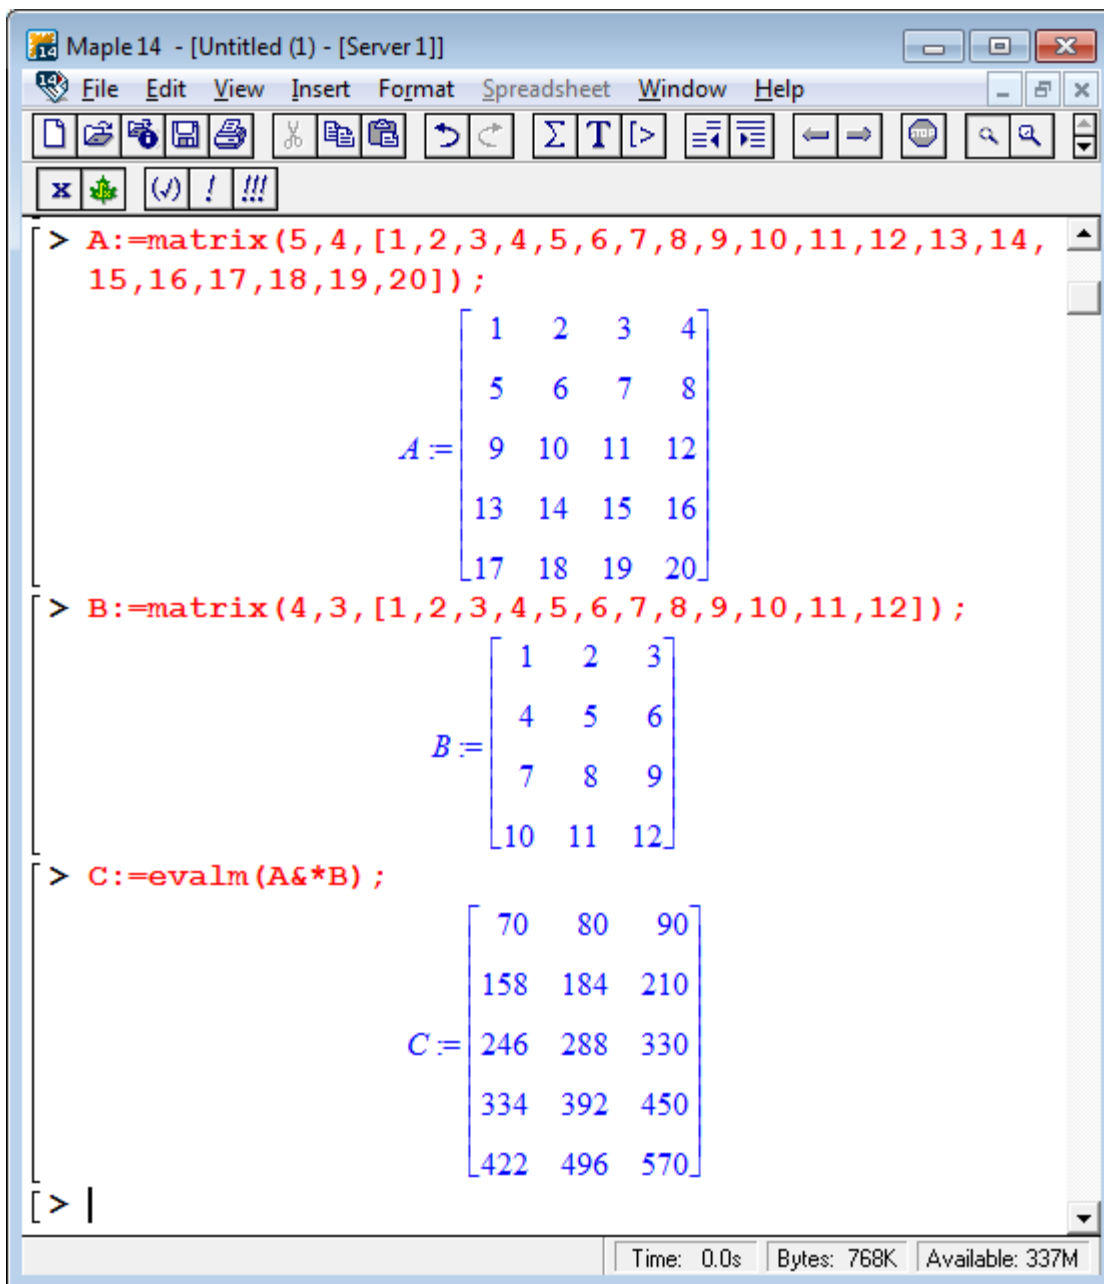 Maple 14 - [Untitled (1) - [Server 1]]
File Edit View Insert Format Spreadsheet Window Help
Σ T [> STOP
x (√) ! !!!
> A:=matrix(5,4,[1,2,3,4,5,6,7,8,9,10,11,12,13,14,
15,16,17,18,19,20]);
1 2 3 4
5 6 7 8
A := 9 10 11 12
13 14 15 16
17 18 19 20
> B:=matrix(4,3,[1,2,3,4,5,6,7,8,9,10,11,12]);
1 2 3
4 5 6
B :=
7 8 9
10 11 12
> C:=evalm(A&*B);
70 80 90
158 184 210
C := 246 288 330
334 392 450
422 496 570
>
Time: 0.0s Bytes: 768K Available: 337M